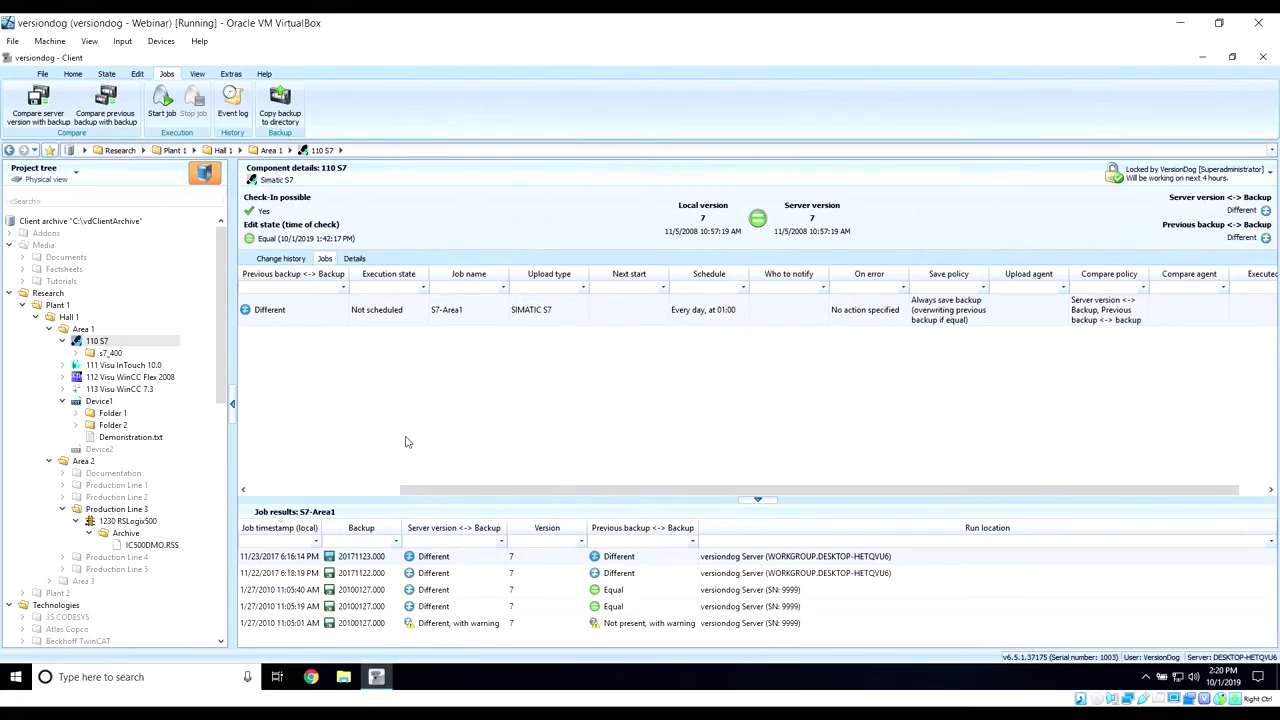 versiondog (versiondog - Webinar) [Running] - Oracle VM VirtualBox
File Machine View Input Devices Help
versiondog - Client
File Home State Edit Jobs View Extras Help
Compare server version with backup
Compare previous backup with backup
Start job
Stop job
Event log
Copy backup to directory
Compare Execution History Backup
Research Plant 1 Hall 1 Area 1 110 S7
Project tree
Physical view
<Search>
Client archive "C:\vdClientArchive"
Addons
Media
Documents
Factsheets
Tutorials
Research
Plant 1
Hall 1
Area 1
110 S7
s7_400
111 Visu InTouch 10.0
112 Visu WinCC Flex 2008
113 Visu WinCC 7.3
Device1
Folder 1
Folder 2
Demonstration.txt
Device2
Area 2
Documentation
Production Line 1
Production Line 2
Production Line 3
1230 RSLogix500
Archive
IC500DMO.RSS
Production Line 4
Production Line 5
Area 3
Plant 2
Technologies
3S CODESYS
Atlas Copco
Beckhoff TwinCAT
Component details: 110 S7
Simatic S7
Locked by VersionDog [Superadministrator]
Will be working on next 4 hours.
Check-In possible
Yes
Edit state (time of check)
Equal (10/1/2019 1:42:17 PM)
Local version
7
11/5/2008 10:57:19 AM
Server version
7
11/5/2008 10:57:19 AM
Server version <-> Backup
Different
Previous backup <-> Backup
Different
Change history Jobs Details
Previous backup <-> Backup Execution state Job name Upload type Next start Schedule Who to notify On error Save policy Upload agent Compare policy Compare agent Execute
Different Not scheduled S7-Area1 SIMATIC S7 Every day, at 01:00 No action specified
Always save backup (overwriting previous backup if equal)
Server version <-> Backup, Previous backup <-> backup
Job results: S7-Area1
Job timestamp (local) Backup Server version <-> Backup Version Previous backup <-> Backup Run location
11/23/2017 6:16:14 PM 20171123.000 Different 7 Different versiondog Server (WORKGROUP.DESKTOP-HETQVU6)
11/22/2017 6:18:19 PM 20171122.000 Different 7 Different versiondog Server (WORKGROUP.DESKTOP-HETQVU6)
1/27/2010 11:05:40 AM 20100127.000 Different 7 Equal versiondog Server (SN: 9999)
1/27/2010 11:05:19 AM 20100127.000 Different 7 Equal versiondog Server (SN: 9999)
1/27/2010 11:05:01 AM 20100127.000 Different, with warning 7 Not present, with warning versiondog Server (SN: 9999)
v6.5.1.37175 (Serial number: 1003) User: VersionDog Server: DESKTOP-HETQVU6
Type here to search
2:20 PM
10/1/2019
Right Ctrl